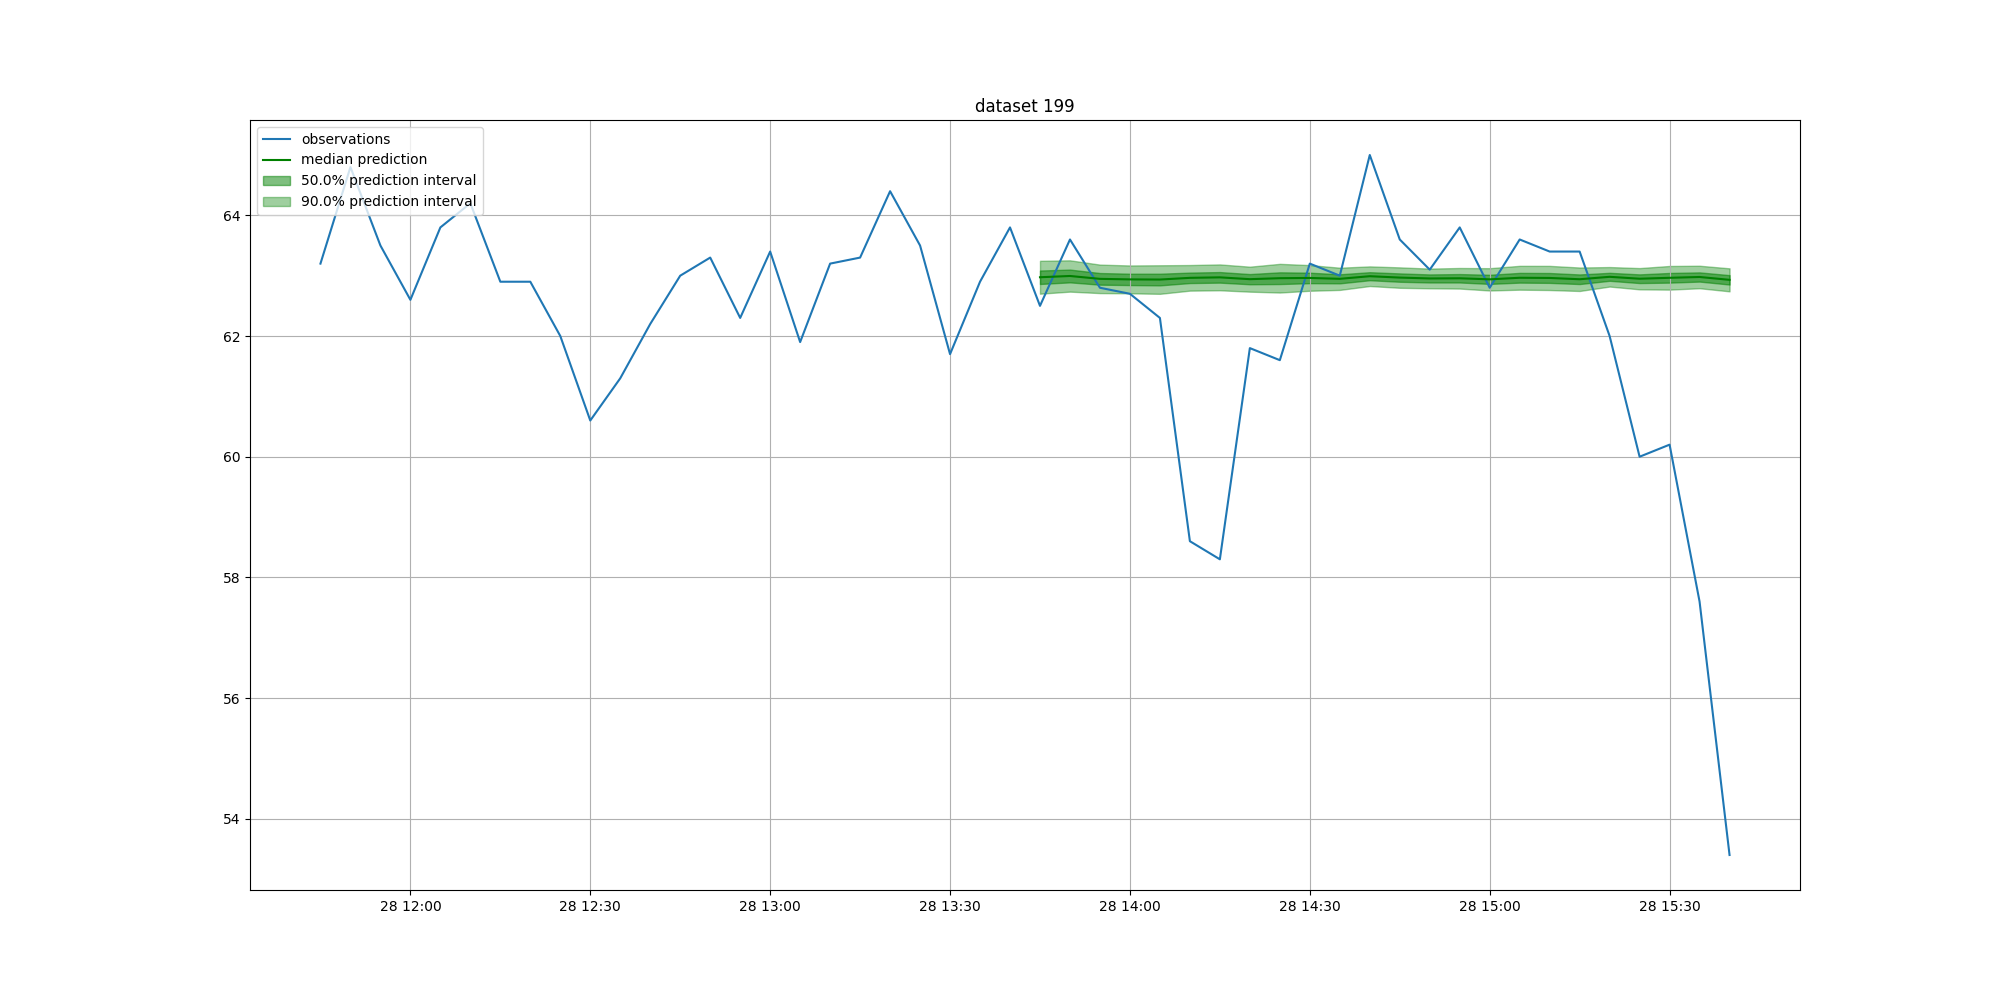 dataset 199
observations
median prediction
50.0% prediction interval
90.0% prediction interval
64
62
60
58
56
54
28 12:00 28 12:30 28 13:00 28 13:30 28 14:00 28 14:30 28 15:00 28 15:30